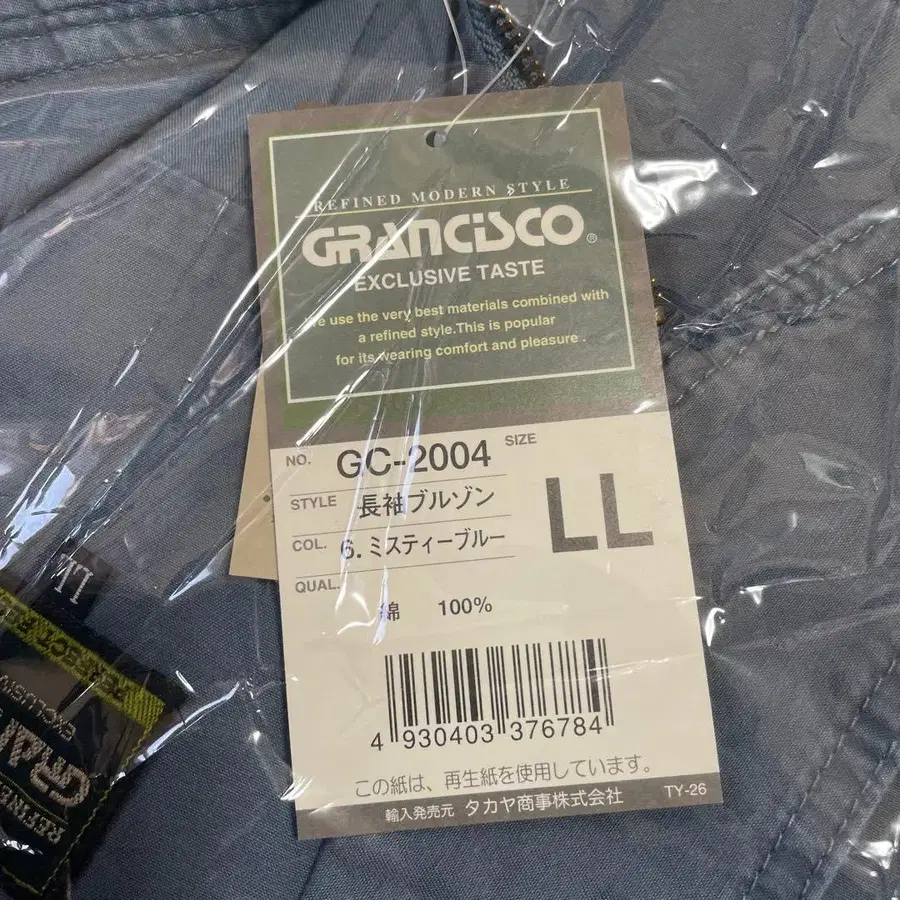 REFINED MODERN STYLE
GRANCISCO®
EXCLUSIVE TASTE
We use the very best materials combined with
a refined style.This is popular
for its wearing comfort and pleasure .
NO. GC-2004 SIZE
STYLE 長袖ブルゾン LL
COL. 6. ミスティーブルー
QUAL.
綿 100%
4 930403 376784
この紙は、再生紙を使用しています。
輸入発売元 タカヤ商事株式会社 TY-26
LL